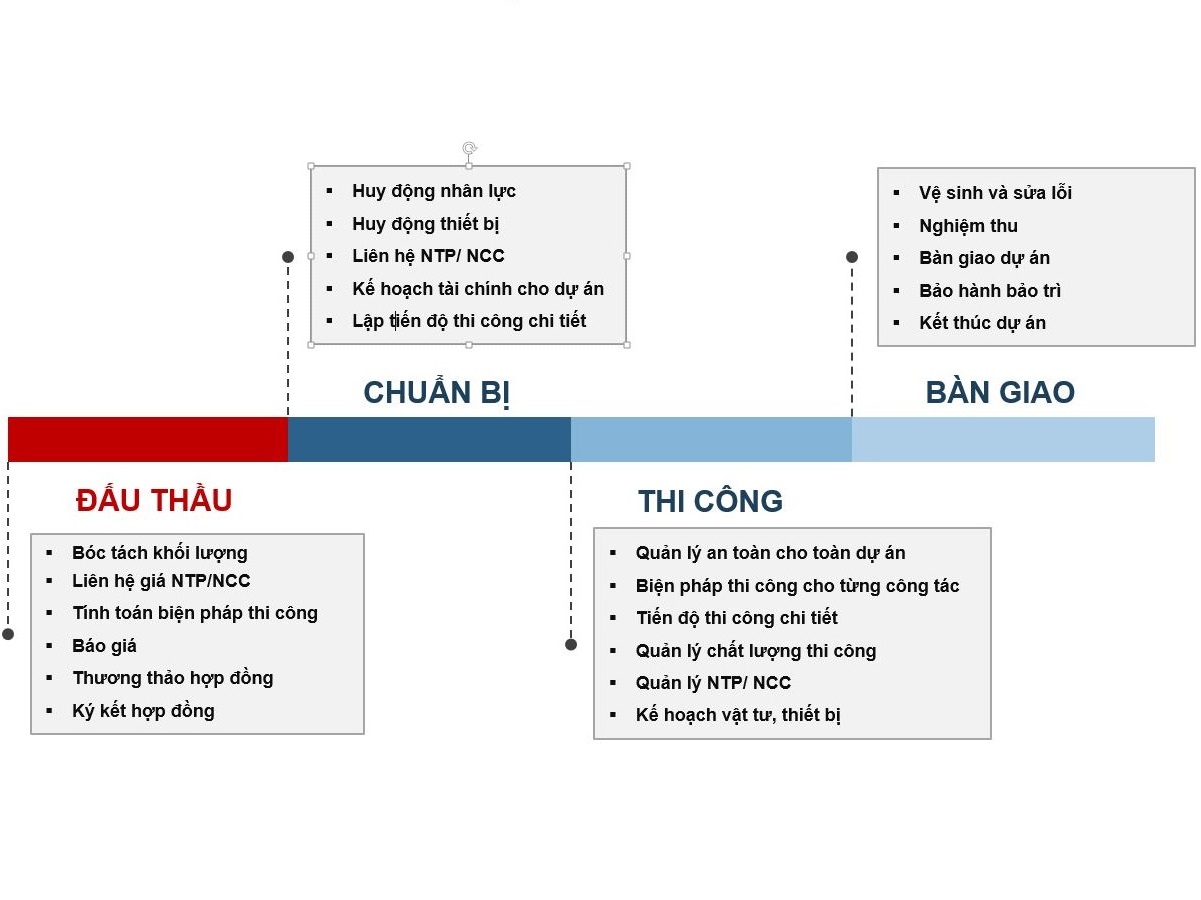 ▪ Huy động nhân lực
▪ Huy động thiết bị
▪ Liên hệ NTP/ NCC
▪ Kế hoạch tài chính cho dự án
▪ Lập tiến độ thi công chi tiết
CHUẨN BỊ
▪ Vệ sinh và sửa lỗi
▪ Nghiệm thu
▪ Bàn giao dự án
▪ Bảo hành bảo trì
▪ Kết thúc dự án
BÀN GIAO
ĐẤU THẦU
▪ Bóc tách khối lượng
▪ Liên hệ giá NTP/NCC
▪ Tính toán biện pháp thi công
▪ Báo giá
▪ Thương thảo hợp đồng
▪ Ký kết hợp đồng
THI CÔNG
▪ Quản lý an toàn cho toàn dự án
▪ Biện pháp thi công cho từng công tác
▪ Tiến độ thi công chi tiết
▪ Quản lý chất lượng thi công
▪ Quản lý NTP/ NCC
▪ Kế hoạch vật tư, thiết bị